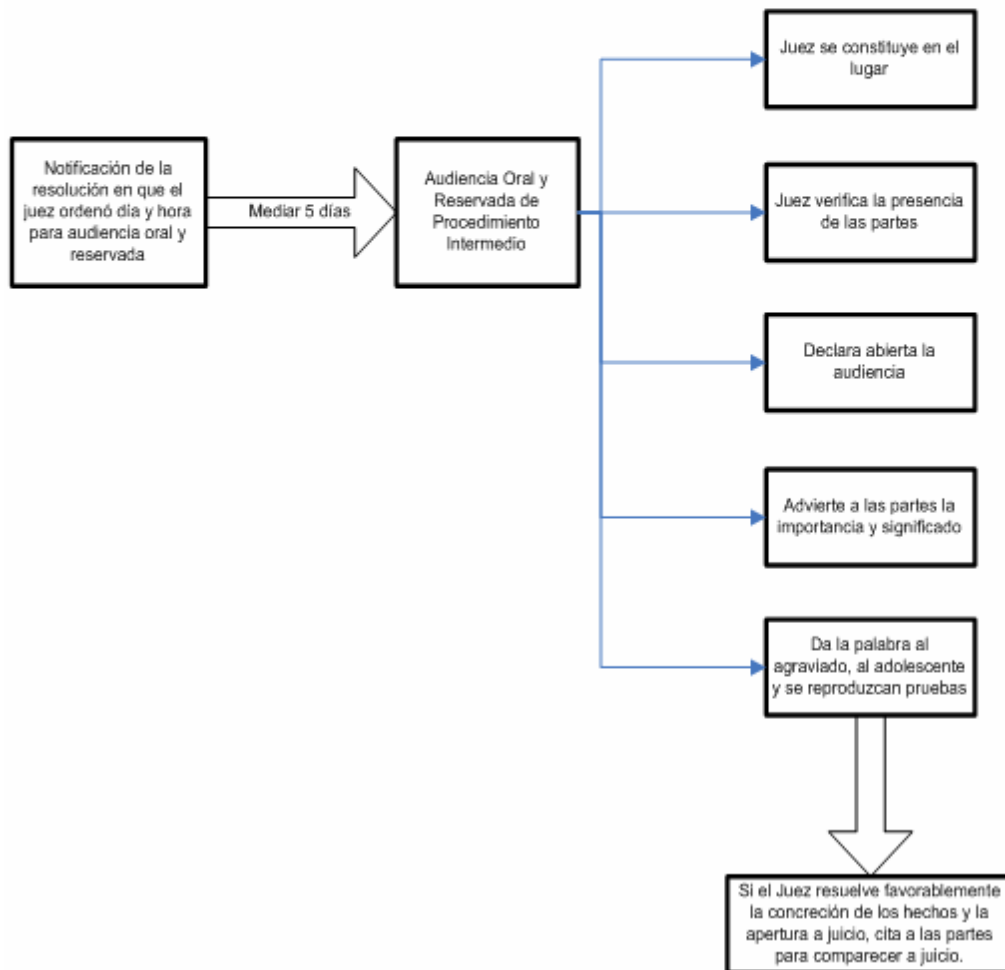 Notificación de la
resolución en que el
juez ordenó día y hora
para audiencia oral y
reservada
Mediar 5 días
Audiencia Oral y
Reservada de
Procedimiento
Intermedio
Juez se constituye en el
lugar
Juez verifica la presencia
de las partes
Declara abierta la
audiencia
Advierte a las partes la
importancia y significado
Da la palabra al
agraviado, al adolescente
y se reproduzcan pruebas
Si el Juez resuelve favorablemente
la concreción de los hechos y la
apertura a juicio, cita a las partes
para comparecer a juicio.